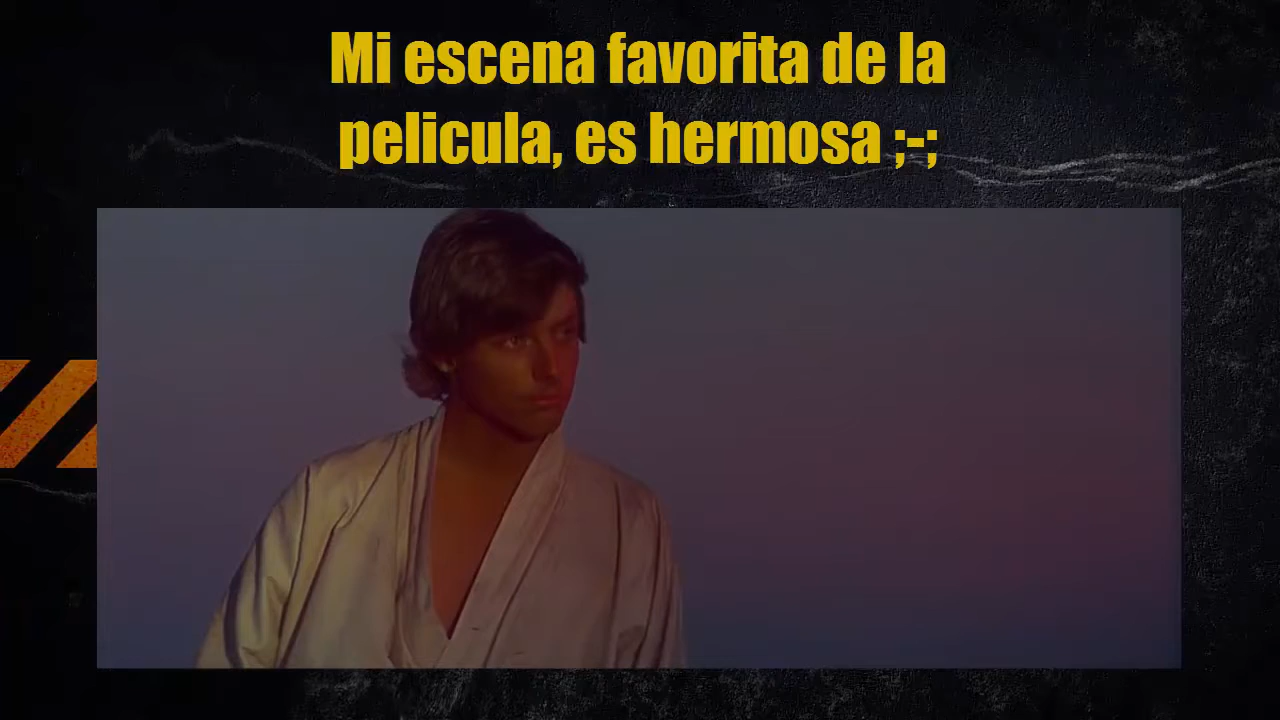 Mi escena favorita de la
pelicula, es hermosa ;-;